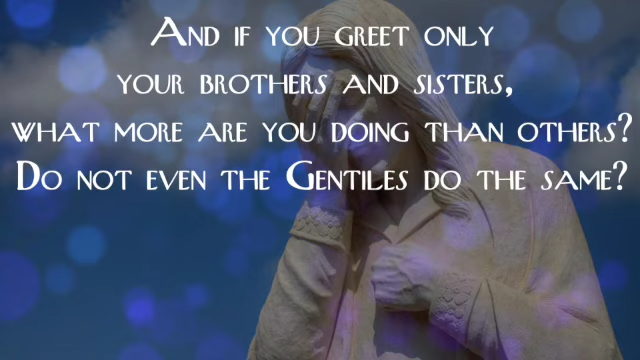 And if you greet only
your brothers and sisters,
what more are you doing than others?
Do not even the Gentiles do the same?